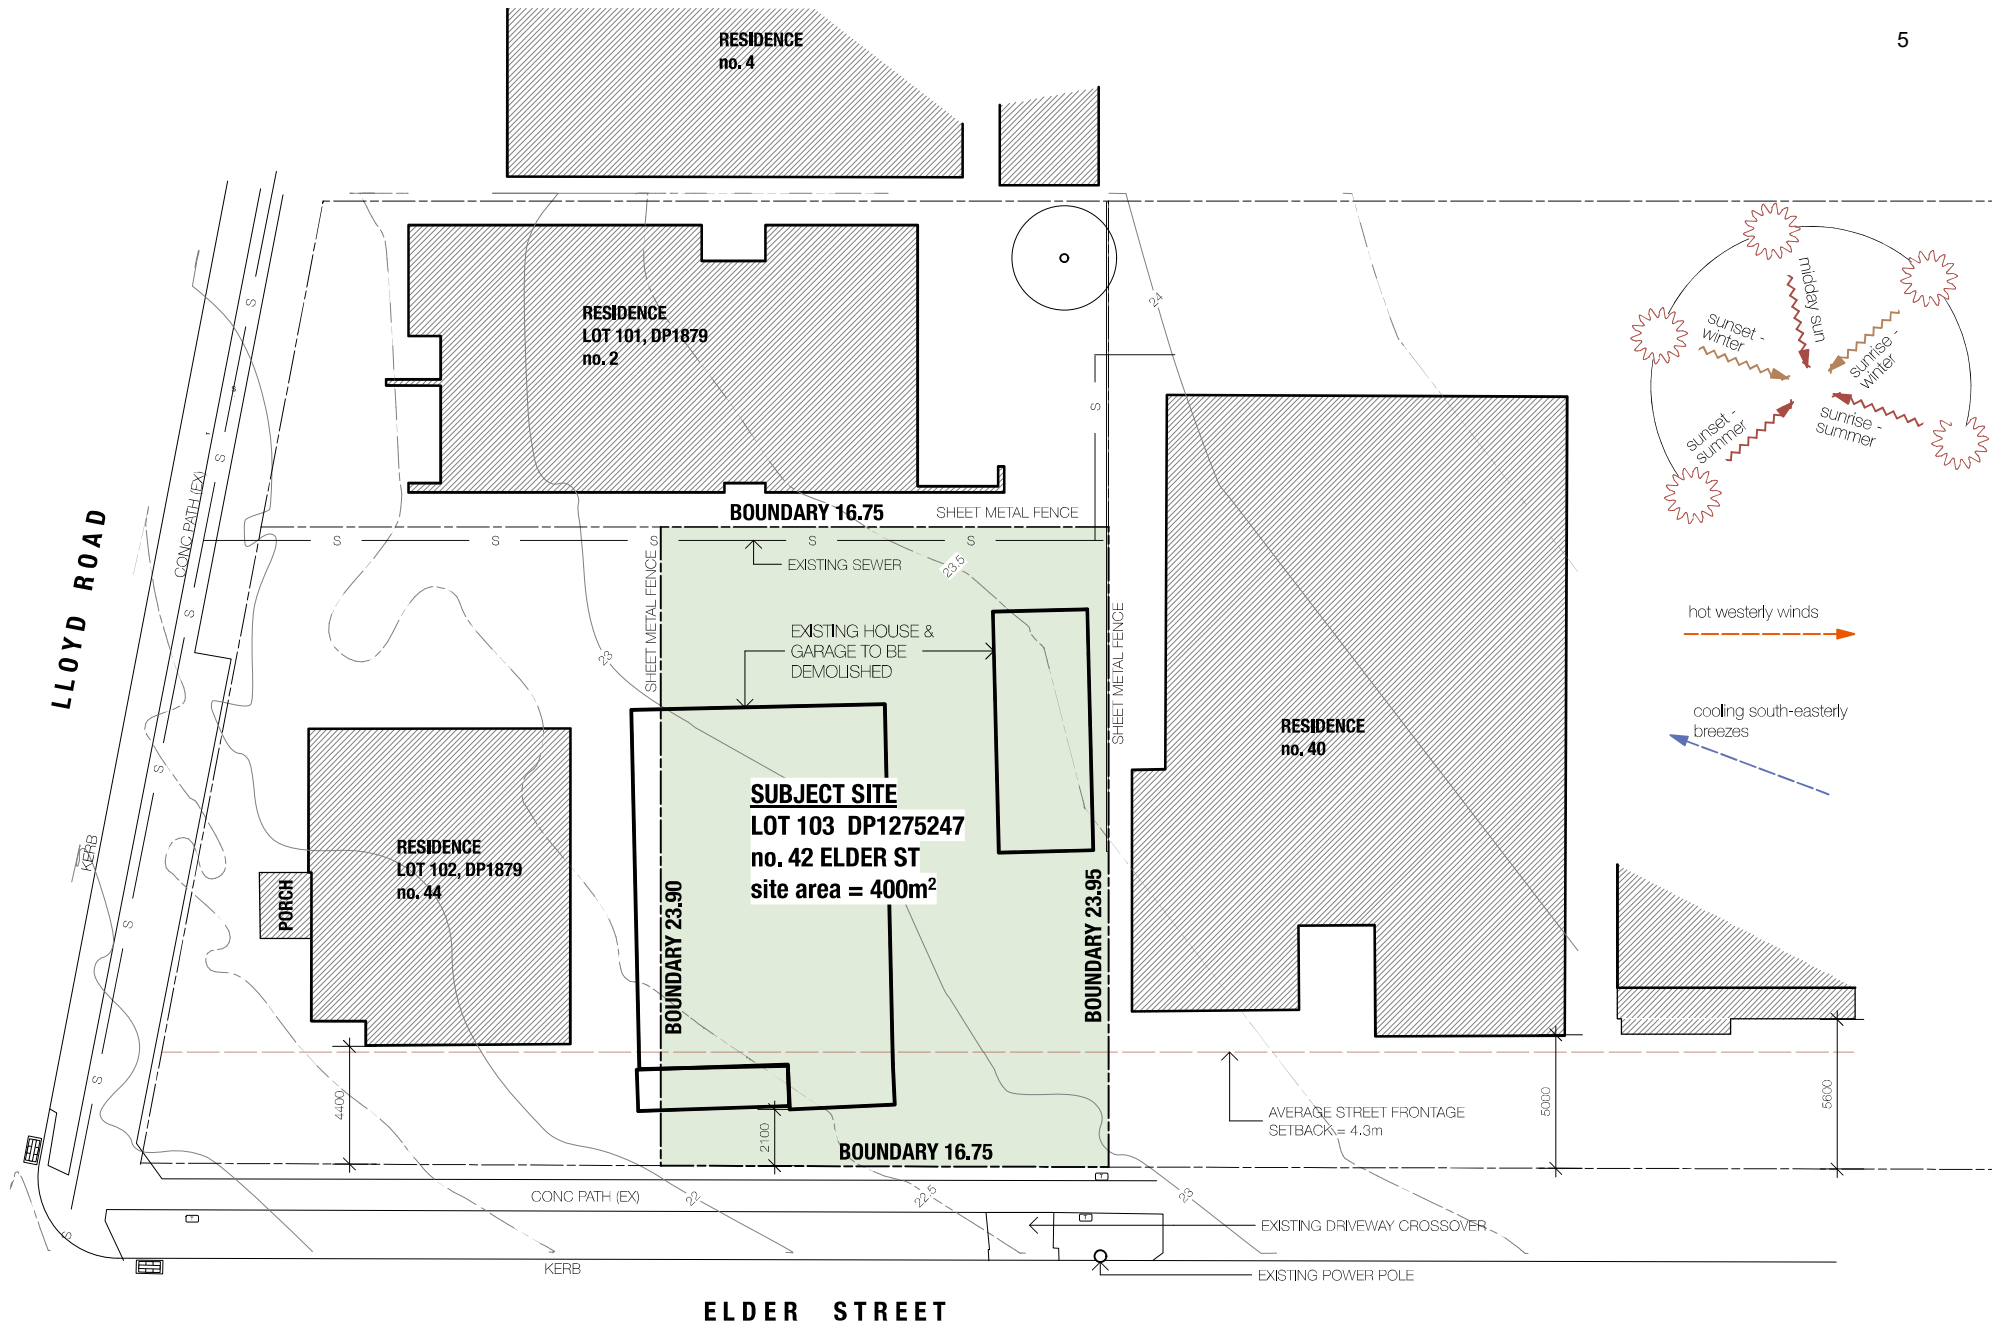 5
RESIDENCE
no. 4
RESIDENCE
LOT 101, DP1879
no. 2
24
midday sun
sunset -
winter
sunrise -
winter
sunset -
summer
sunrise -
summer
hot westerly winds
cooling south-easterly
breezes
LLOYD ROAD
CONC PATH (EX)
KERB
S
S
S
S
S
S
S
S
S
BOUNDARY 16.75
SHEET METAL FENCE
S
S
S
S
S
S
EXISTING SEWER
23.5
SHEET METAL FENCE
SHEET METAL FENCE
23
EXISTING HOUSE &
GARAGE TO BE
DEMOLISHED
RESIDENCE
no. 40
SUBJECT SITE
LOT 103 DP1275247
no. 42 ELDER ST
site area = 400m²
BOUNDARY 23.90
BOUNDARY 23.95
RESIDENCE
LOT 102, DP1879
no. 44
PORCH
4400
2100
5000
5600
AVERAGE STREET FRONTAGE
SETBACK = 4.3m
BOUNDARY 16.75
CONC PATH (EX)
22
22.5
23
T
T
T
EXISTING DRIVEWAY CROSSOVER
KERB
EXISTING POWER POLE
ELDER STREET